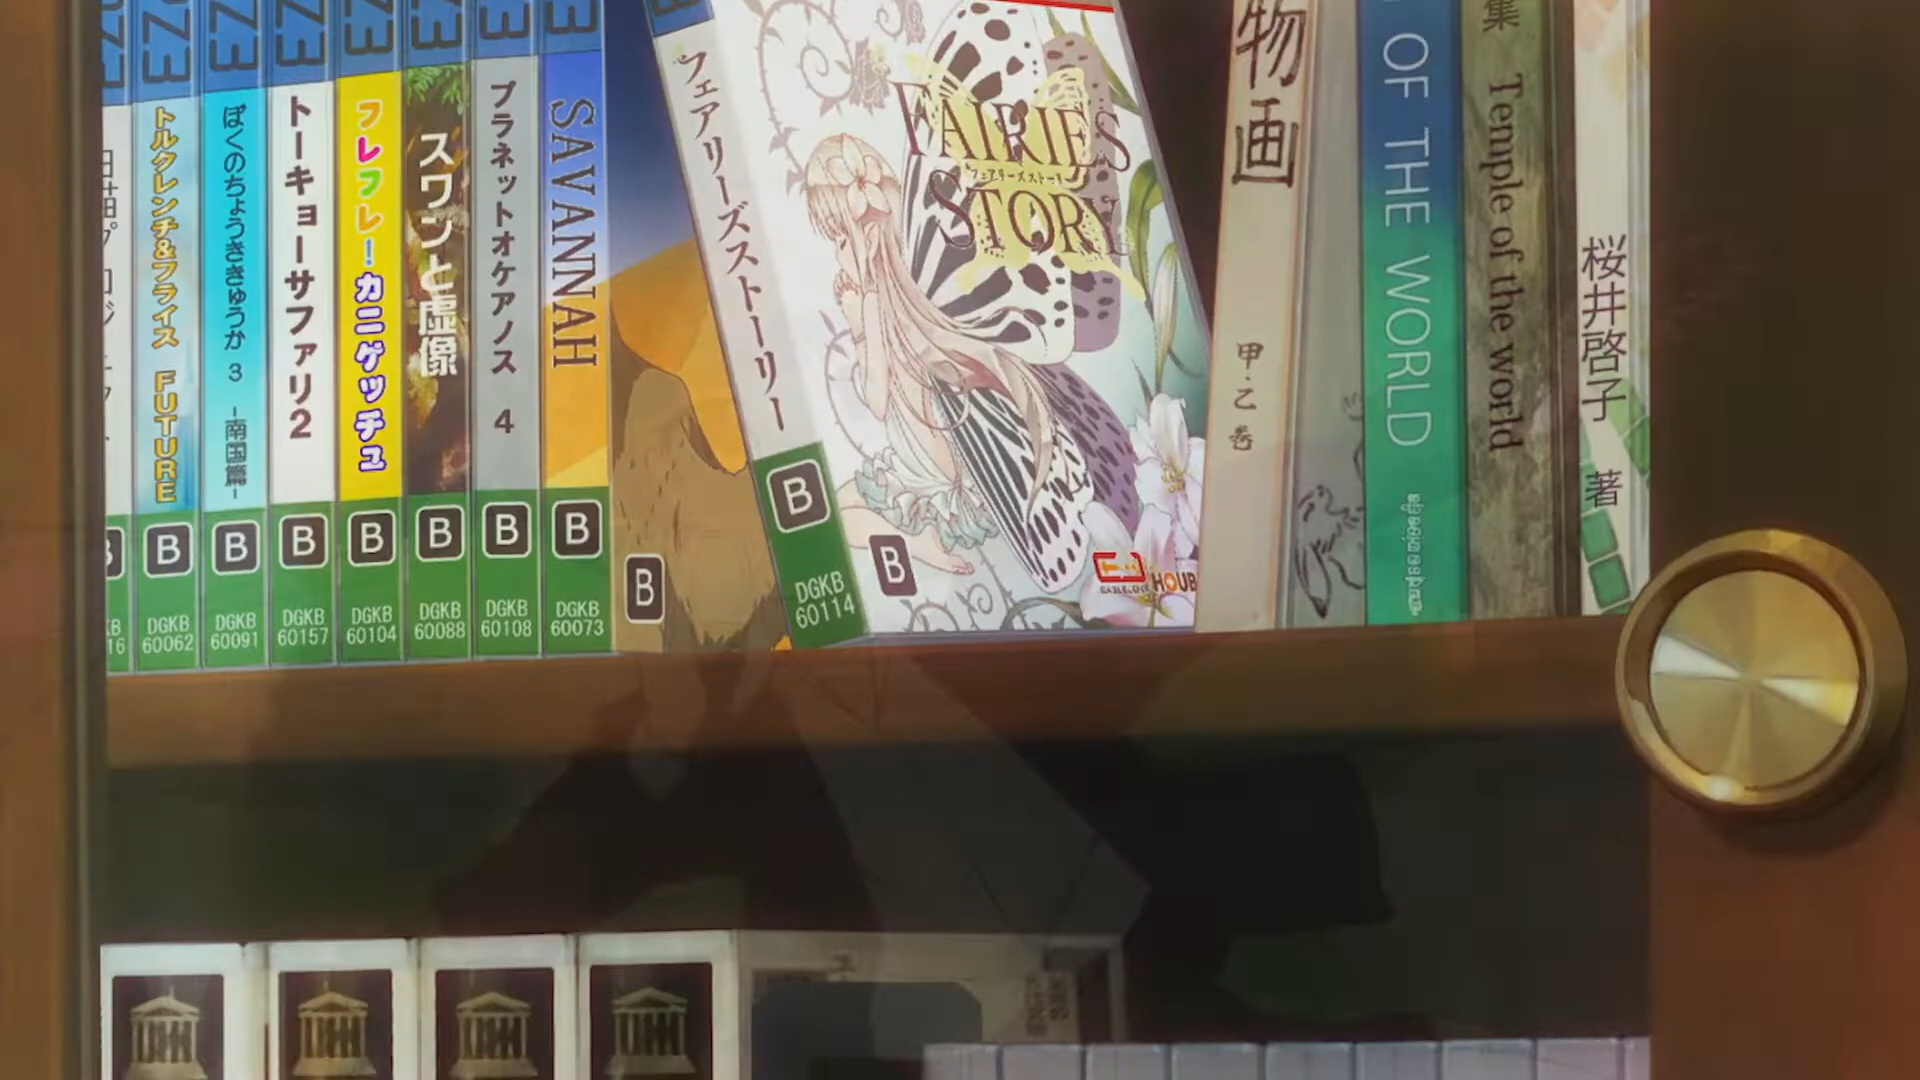 トルクレンチ&フライス FUTURE
B
DGKB
60062
ぼくのちょうききゅうか 3 -南国篇-
B
DGKB
60091
トーキョーサファリ2
B
DGKB
60157
フレフレ!カニゲッチュ
B
DGKB
60104
スワンと虚像
B
DGKB
60088
プラネットオケアノス 4
B
DGKB
60108
SAVANNAH
B
DGKB
60073
B
フェアリーズストーリー
B
DGKB
60114
FAIRIES
フェアリーズストーリー
STORY
B
HOUB
物画
甲・乙巻
OF THE WORLD
集 Temple of the world
桜井啓子 著